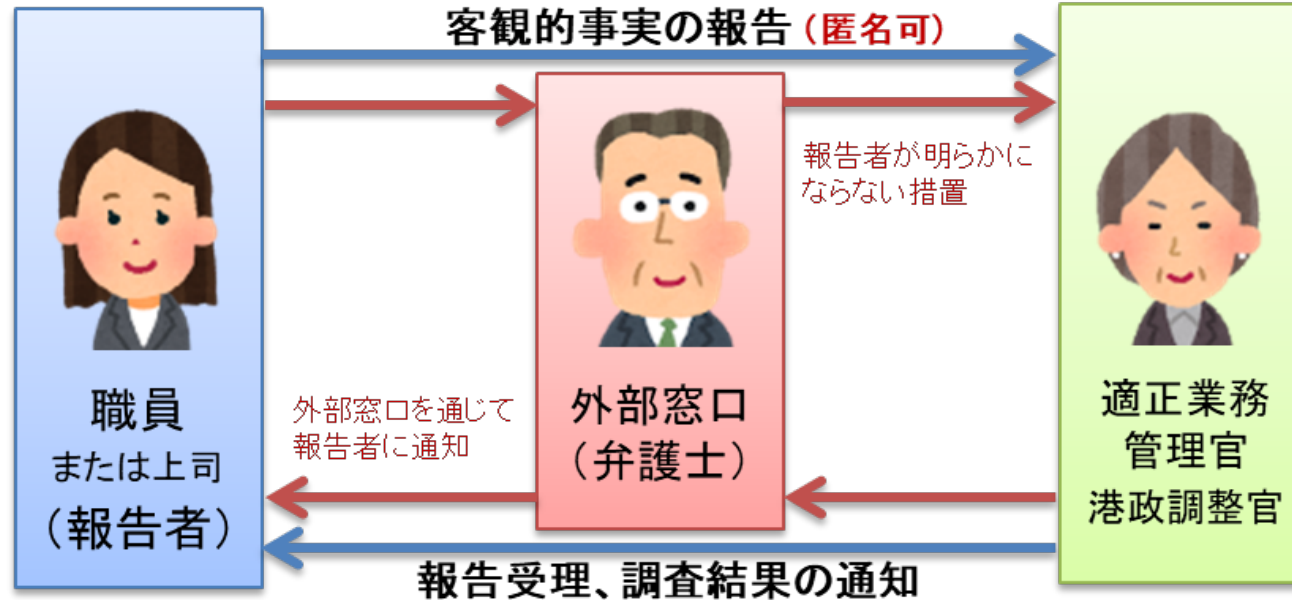 客観的事実の報告（匿名可）
報告者が明らかに
ならない措置
職員
または上司
（報告者）
外部窓口を通じて
報告者に通知
外部窓口
（弁護士）
適正業務
管理官
港政調整官
報告受理、調査結果の通知